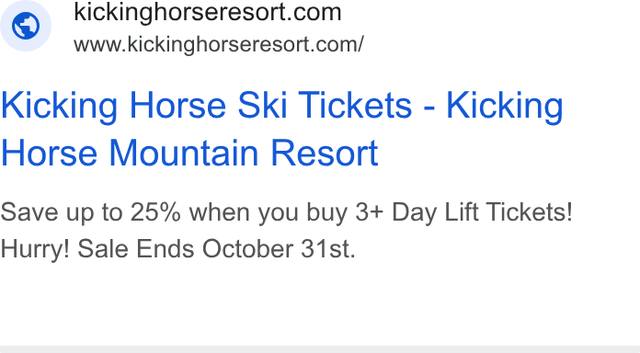 kickinghorseresort.com
www.kickinghorseresort.com/
Kicking Horse Ski Tickets - Kicking
Horse Mountain Resort
Save up to 25% when you buy 3+ Day Lift Tickets!
Hurry! Sale Ends October 31st.